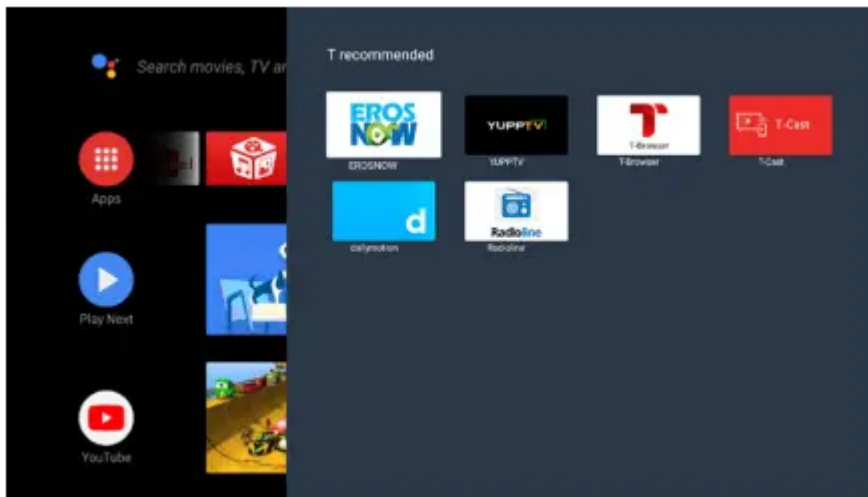 Search movies, TV ar
Apps
Play Next
YouTube
T recommended
EROS
NOW
EROSNOW
YUPPTV
YUPPTV
T-Browser
T-Browser
T-Cast
T-Cast
d
dailymotion
Radioline
Radioline